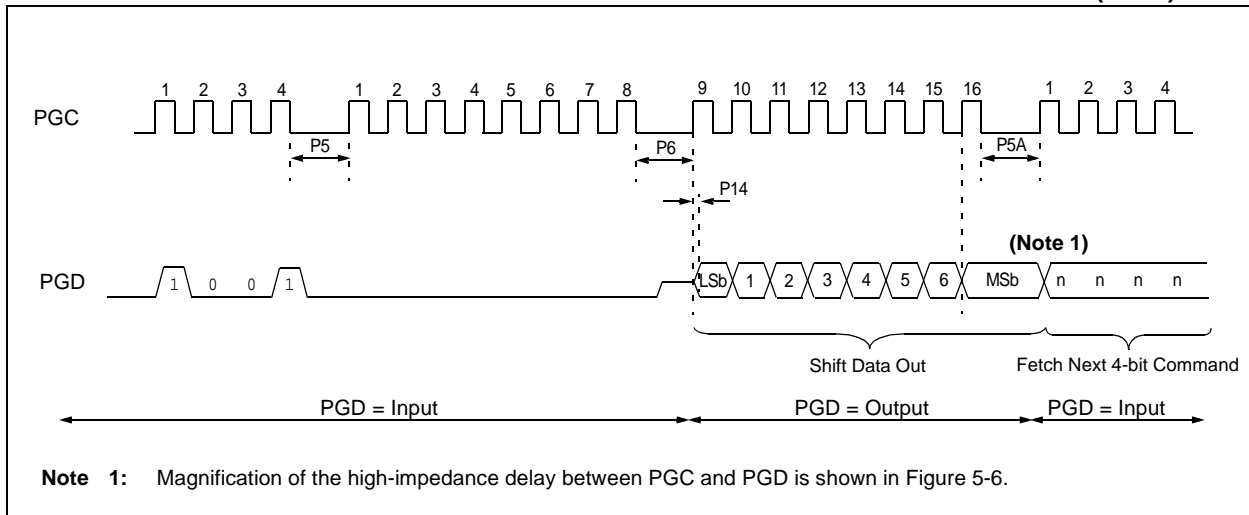 1 2 3 4 1 2 3 4 5 6 7 8 9 10 11 12 13 14 15 16 1 2 3 4
PGC
P5 P6 P5A
P14
(Note 1)
PGD 1 0 0 1 LSb 1 2 3 4 5 6 MSb n n n n
Shift Data Out Fetch Next 4-bit Command
PGD = Input PGD = Output PGD = Input
Note 1: Magnification of the high-impedance delay between PGC and PGD is shown in Figure 5-6.